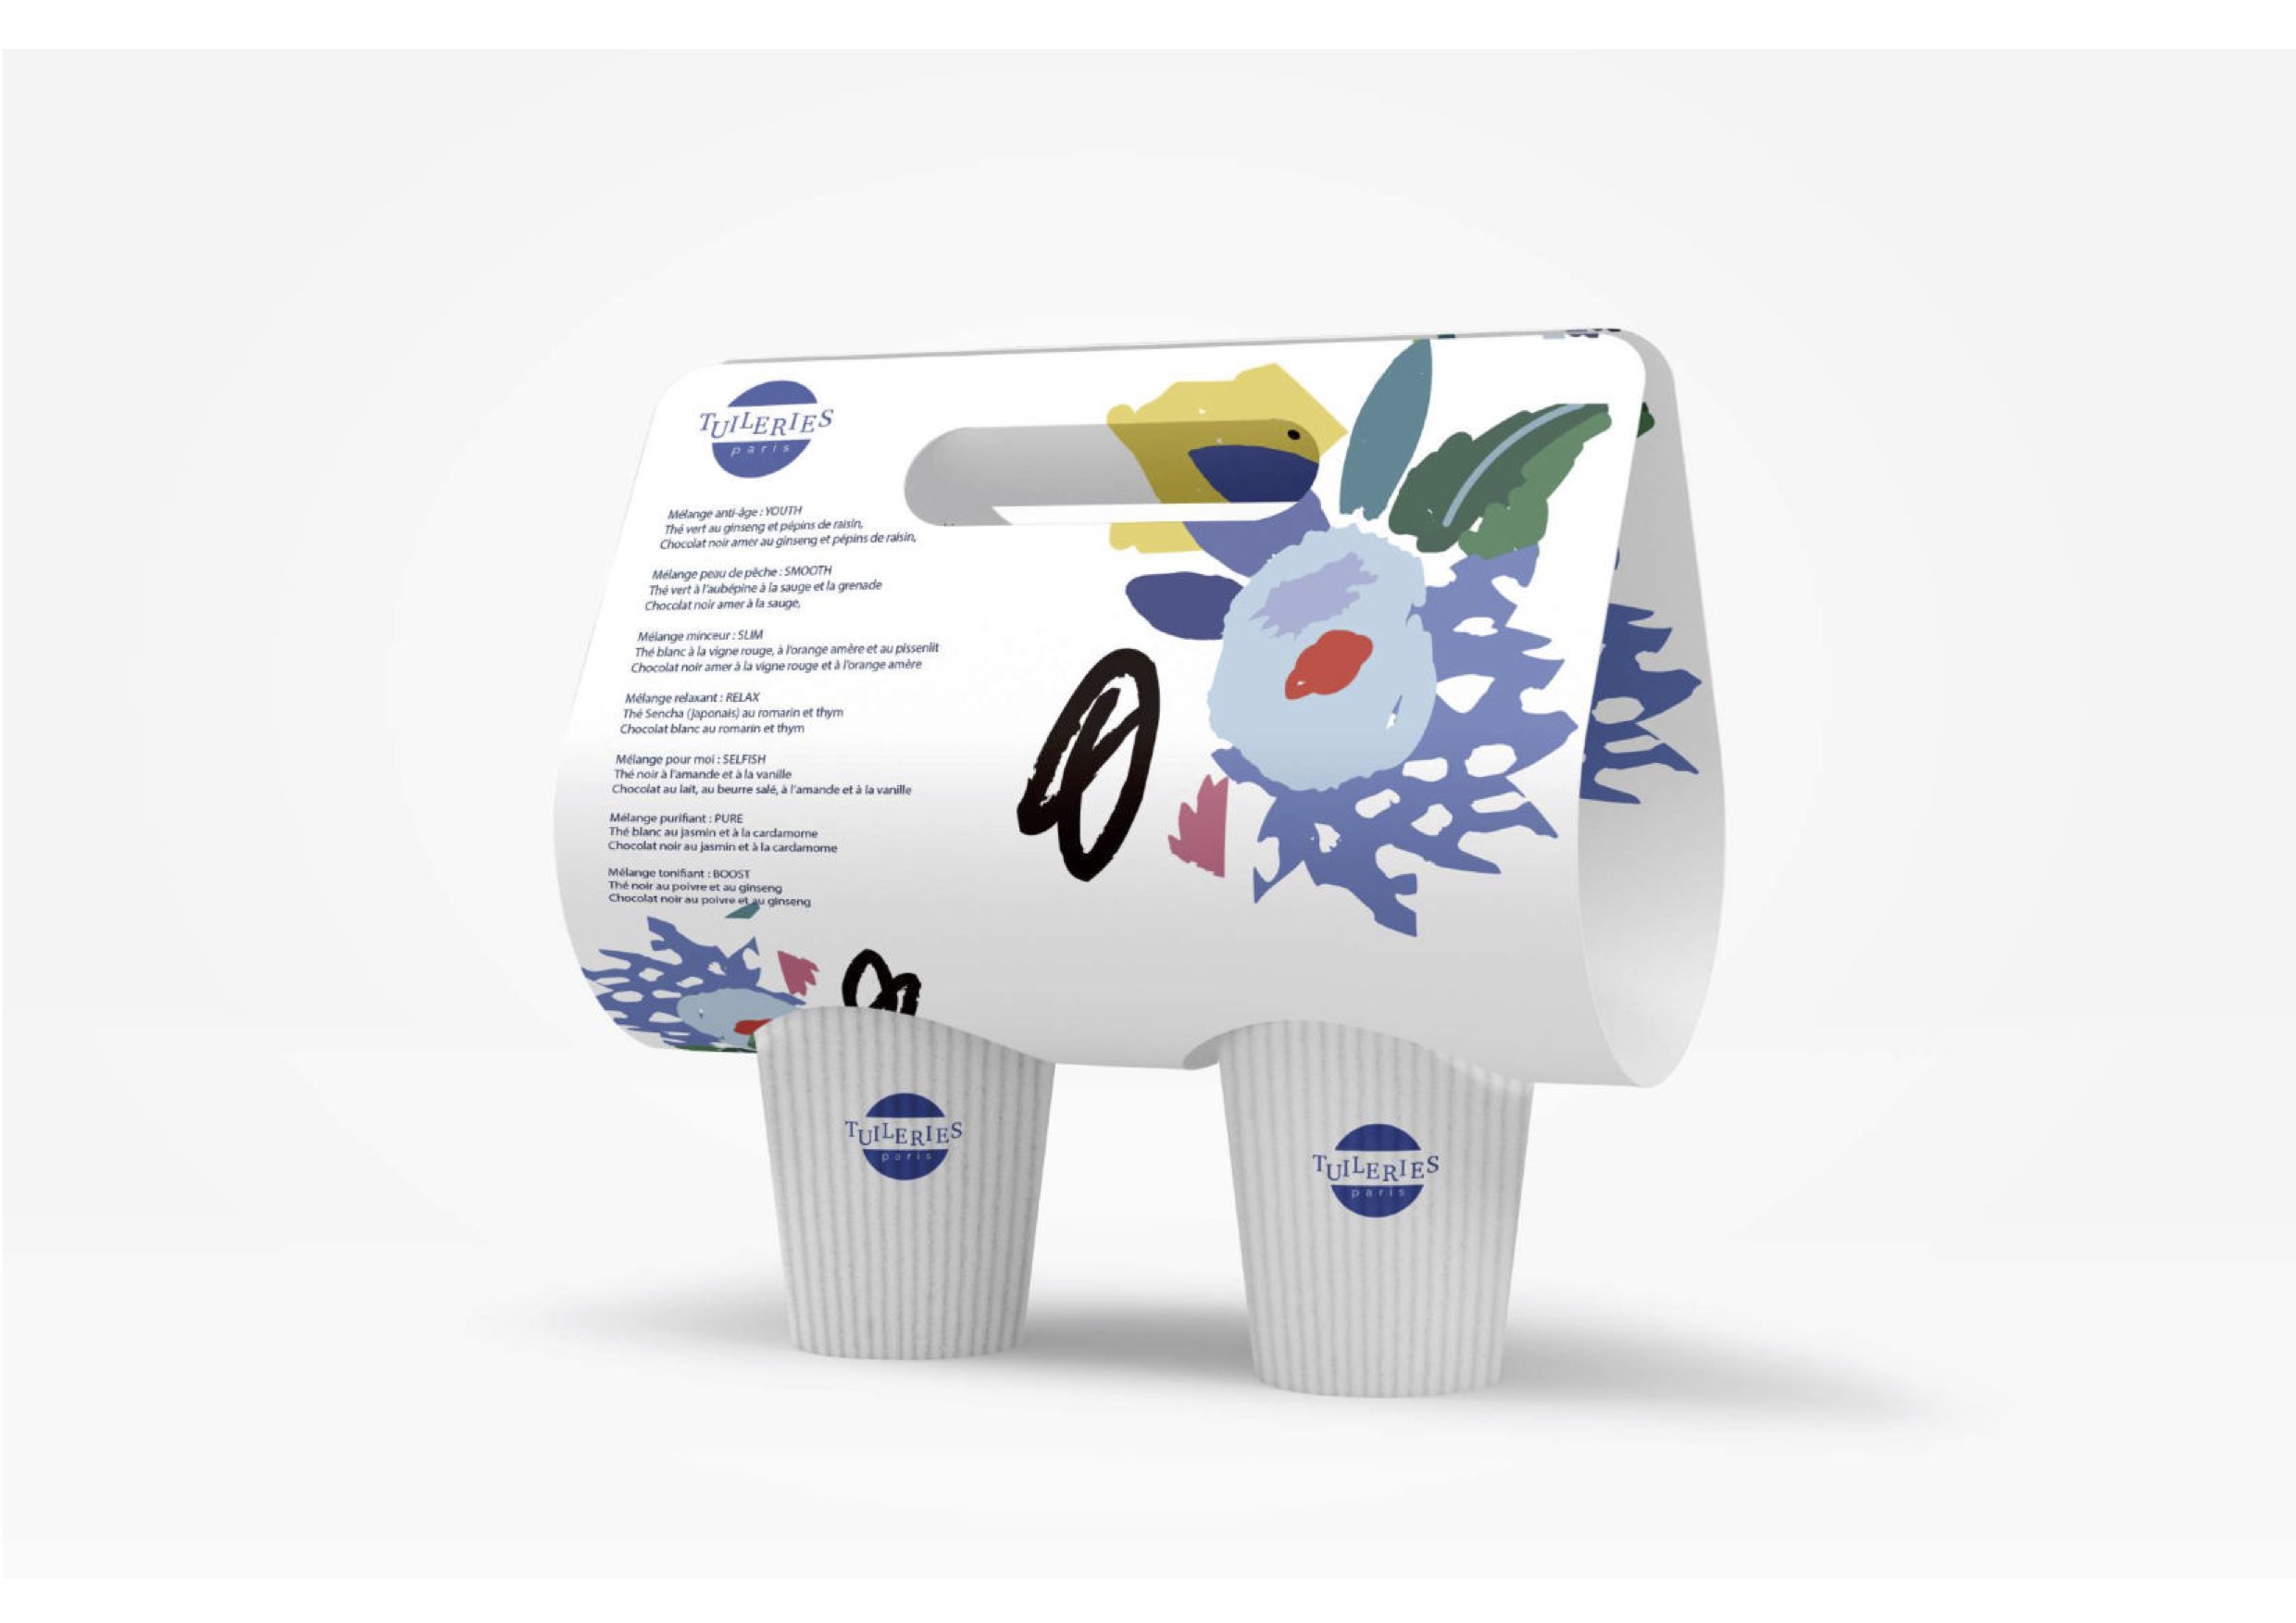 TUILERIES
paris
Mélange anti-âge : YOUTH
Thé vert au ginseng et pépins de raisin,
Chocolat noir amer au ginseng et pépins de raisin,
Mélange peau de pêche : SMOOTH
Thé vert à l'aubépine à la sauge et la grenade
Chocolat noir amer à la sauge,
Mélange minceur : SLIM
Thé blanc à la vigne rouge, à l'orange amère et au pissenlit
Chocolat noir amer à la vigne rouge et à l'orange amère
Mélange relaxant : RELAX
Thé Sencha (Japonais) au romarin et thym
Chocolat blanc au romarin et thym
Mélange pour moi : SELFISH
Thé noir à l'amande et à la vanille
Chocolat au lait, au beurre salé, à l'amande et à la vanille
Mélange purifiant : PURE
Thé blanc au jasmin et à la cardamome
Chocolat noir au jasmin et à la cardamome
Mélange tonifiant : BOOST
Thé noir au poivre et au ginseng
Chocolat noir au poivre et au ginseng
TUILERIES
paris
TUILERIES
paris